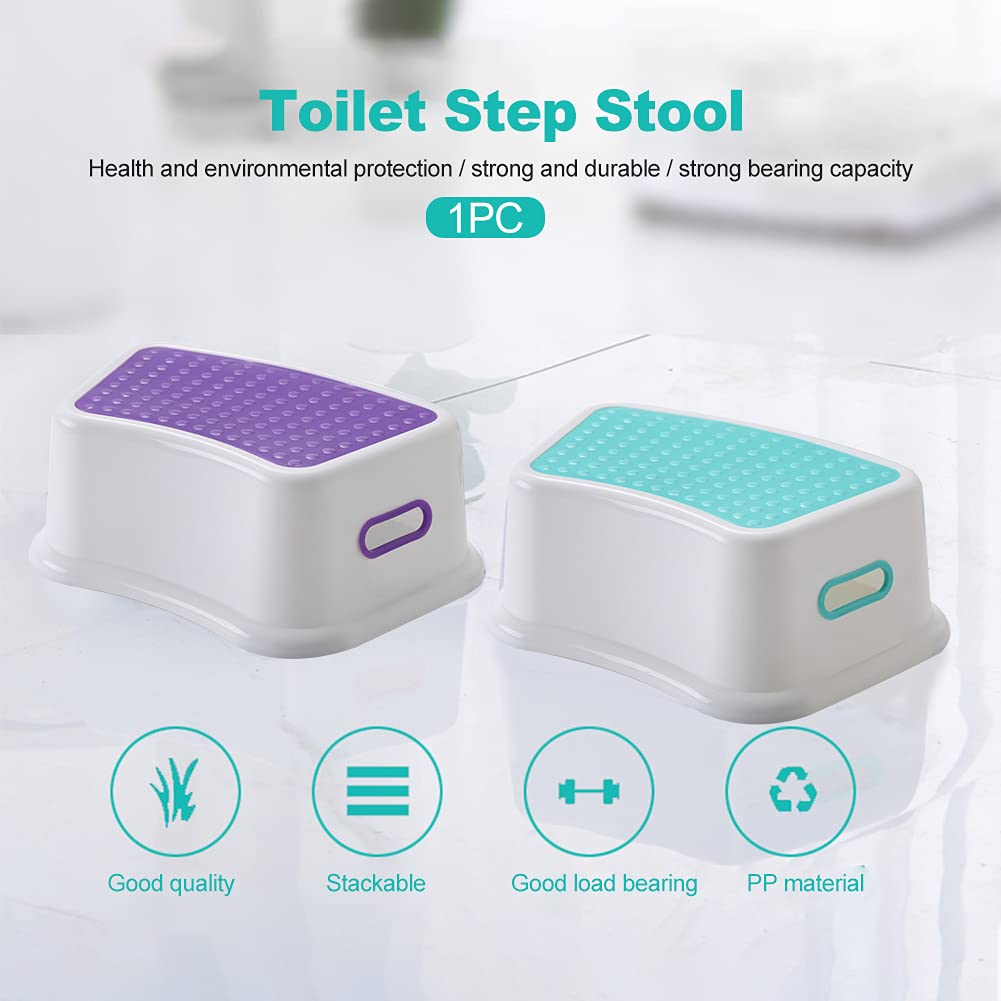 Toilet Step Stool
Health and environmental protection / strong and durable / strong bearing capacity
1PC
Good quality
Stackable
Good load bearing
PP material